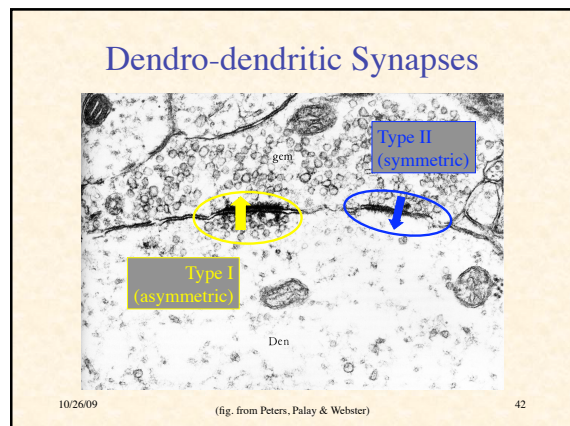 Dendro-dendritic Synapses
Type II
(symmetric)
gem
Type I
(asymmetric)
Den
10/26/09
(fig. from Peters, Palay & Webster)
42